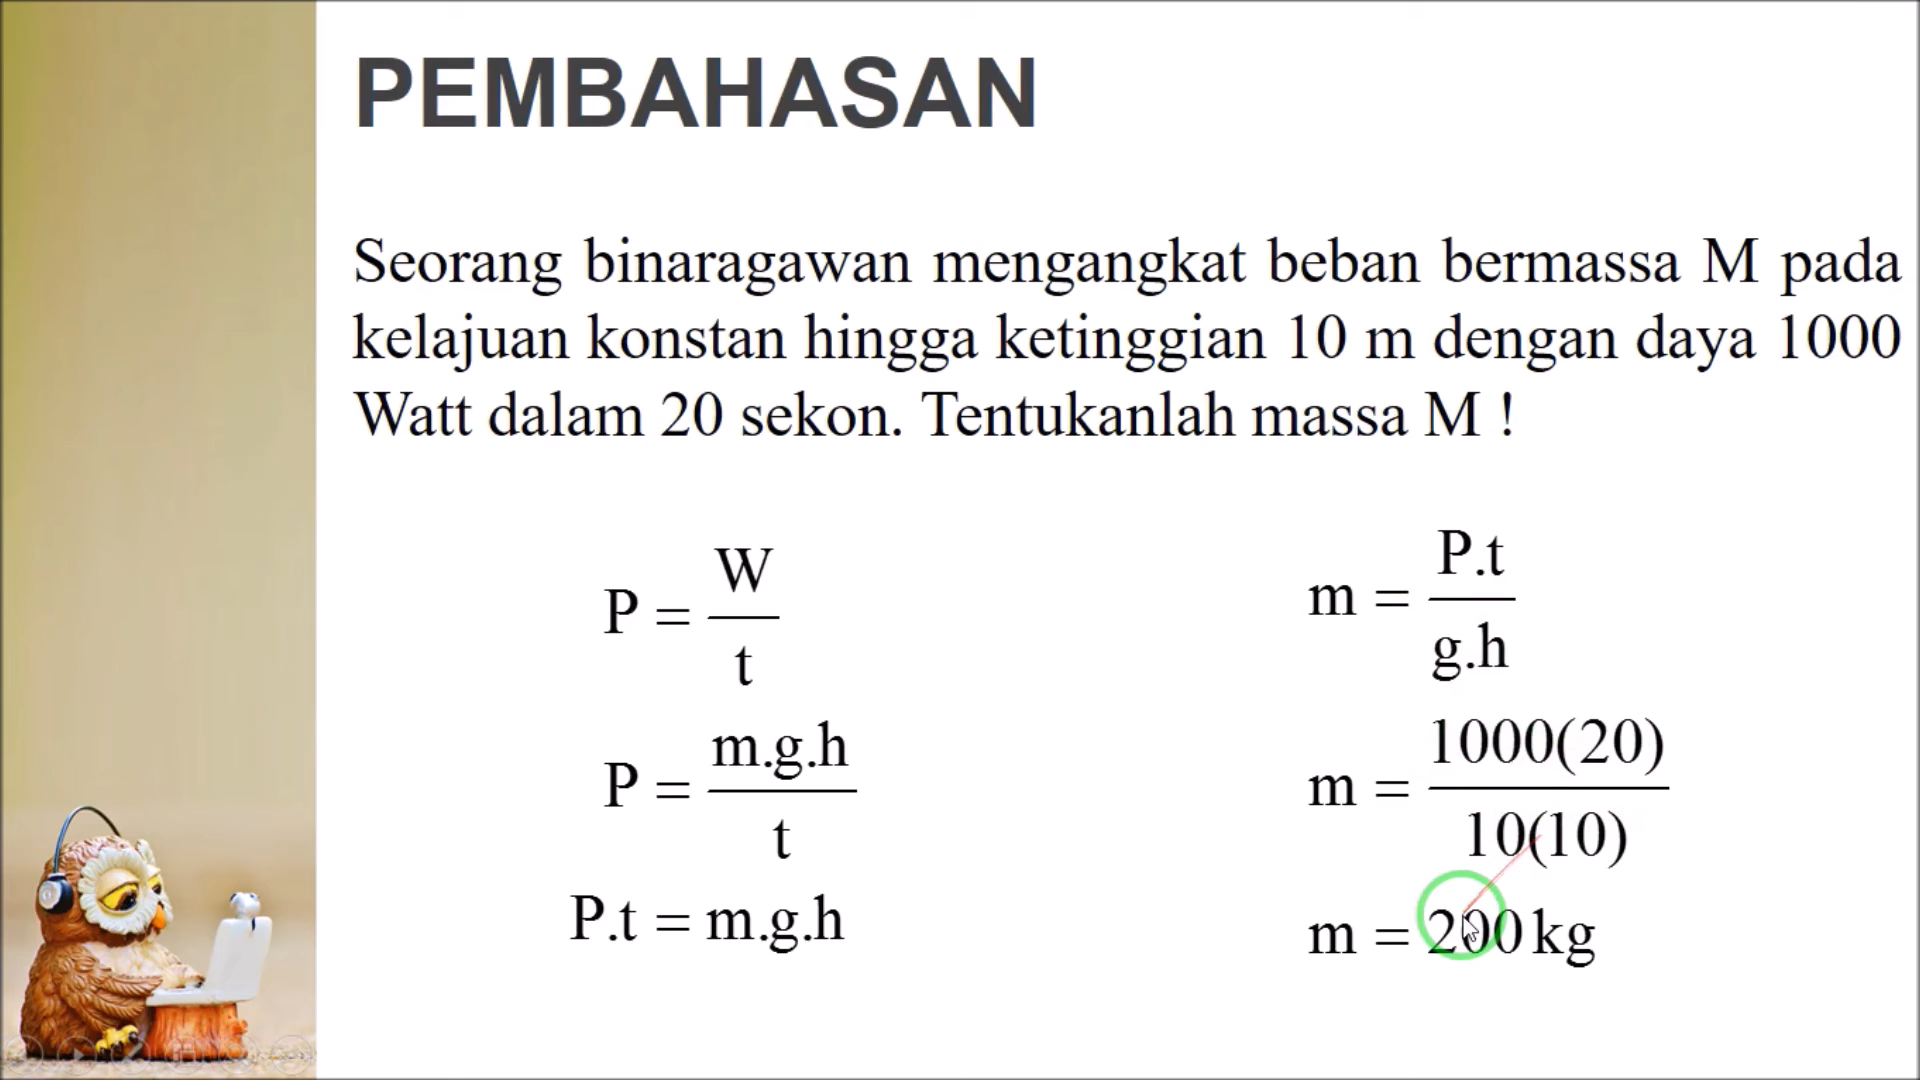 PEMBAHASAN
Seorang binaragawan mengangkat beban bermassa M pada
kelajuan konstan hingga ketinggian 10 m dengan daya 1000
Watt dalam 20 sekon. Tentukanlah massa M !
P = W/t
P = m.g.h/t
P.t = m.g.h
m = P.t/g.h
m = 1000(20)/10(10)
m = 200 kg